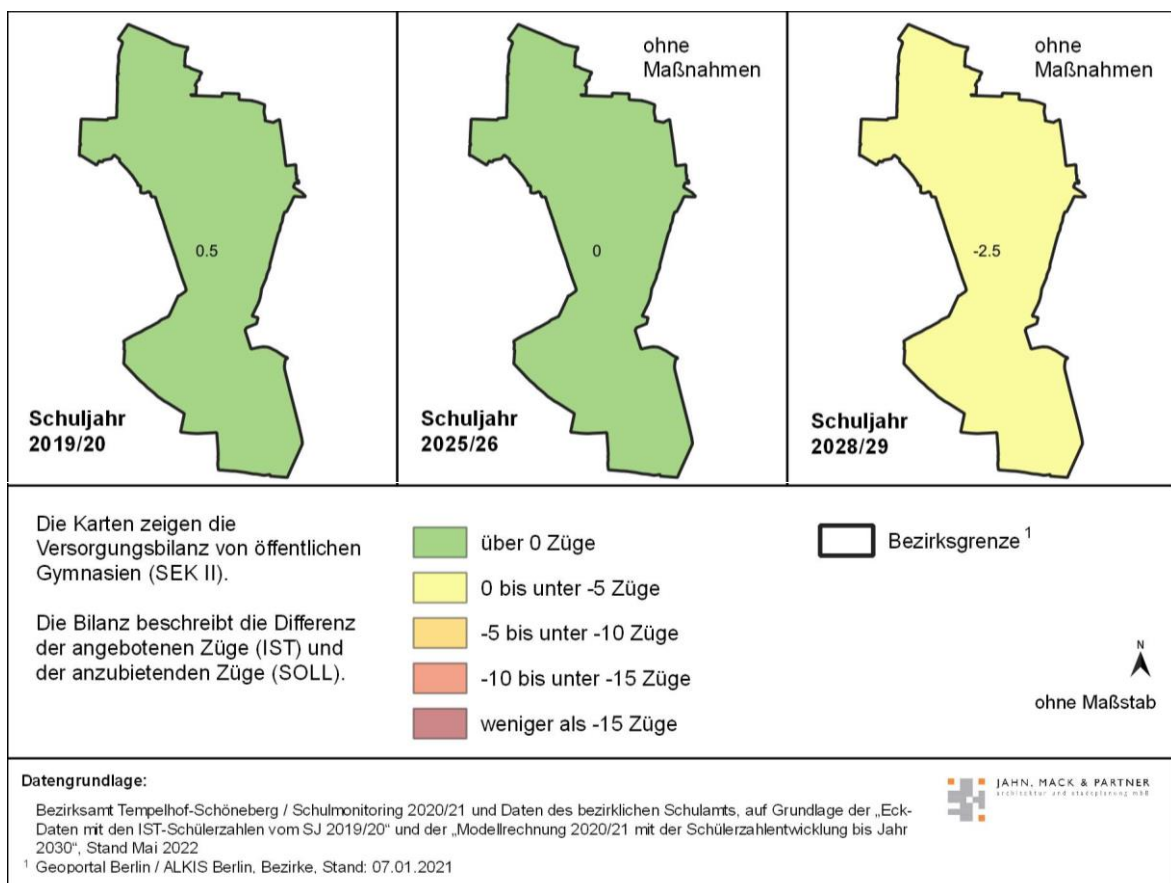 ohne
Maßnahmen
ohne
Maßnahmen
0.5
0
-2.5
Schuljahr
2019/20
Schuljahr
2025/26
Schuljahr
2028/29
Die Karten zeigen die
Versorgungsbilanz von öffentlichen
Gymnasien (SEK II).
Die Bilanz beschreibt die Differenz
der angebotenen Züge (IST) und
der anzubietenden Züge (SOLL).
über 0 Züge
0 bis unter -5 Züge
-5 bis unter -10 Züge
-10 bis unter -15 Züge
weniger als -15 Züge
Bezirksgrenze 1
N
ohne Maßstab
Datengrundlage:
Bezirksamt Tempelhof-Schöneberg / Schulmonitoring 2020/21 und Daten des bezirklichen Schulamts, auf Grundlage der „Eck-
Daten mit den IST-Schülerzahlen vom SJ 2019/20“ und der „Modellrechnung 2020/21 mit der Schülerzahlentwicklung bis Jahr
2030“, Stand Mai 2022
1 Geoportal Berlin / ALKIS Berlin, Bezirke, Stand: 07.01.2021
JAHN, MACK & PARTNER
architektur und stadtplanung mbB